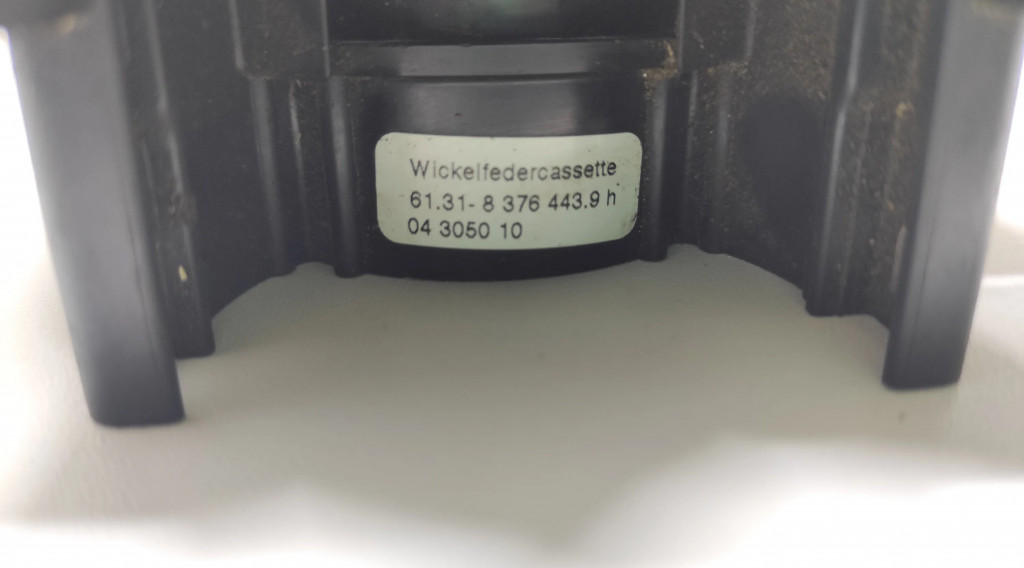 Wickelfedercassette
61.31- 8 376 443.9 h
04 3050 10